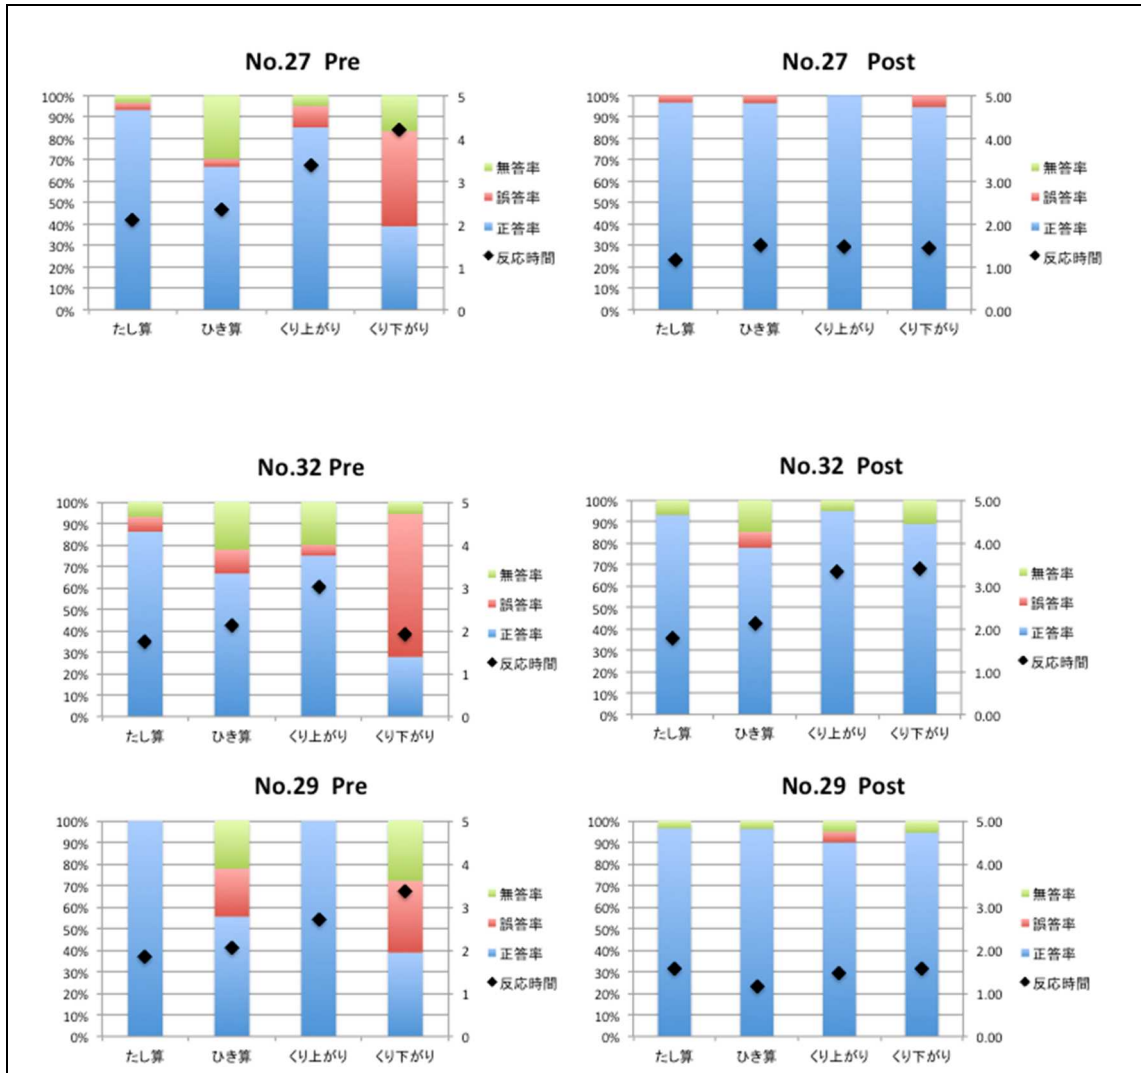 No.27 Pre
100%
90%
80%
70%
60%
50%
40%
30%
20%
10%
0%
5
4
3
2
1
0
たし算 ひき算 くり上がり くり下がり
無答率
誤答率
正答率
反応時間
No.27 Post
100%
90%
80%
70%
60%
50%
40%
30%
20%
10%
0%
5.00
4.00
3.00
2.00
1.00
0.00
たし算 ひき算 くり上がり くり下がり
無答率
誤答率
正答率
反応時間
No.32 Pre
100%
90%
80%
70%
60%
50%
40%
30%
20%
10%
0%
5
4
3
2
1
0
たし算 ひき算 くり上がり くり下がり
無答率
誤答率
正答率
反応時間
No.32 Post
100%
90%
80%
70%
60%
50%
40%
30%
20%
10%
0%
5.00
4.00
3.00
2.00
1.00
0.00
たし算 ひき算 くり上がり くり下がり
無答率
誤答率
正答率
反応時間
No.29 Pre
100%
90%
80%
70%
60%
50%
40%
30%
20%
10%
0%
5
4
3
2
1
0
たし算 ひき算 くり上がり くり下がり
無答率
誤答率
正答率
反応時間
No.29 Post
100%
90%
80%
70%
60%
50%
40%
30%
20%
10%
0%
5.00
4.00
3.00
2.00
1.00
0.00
たし算 ひき算 くり上がり くり下がり
無答率
誤答率
正答率
反応時間